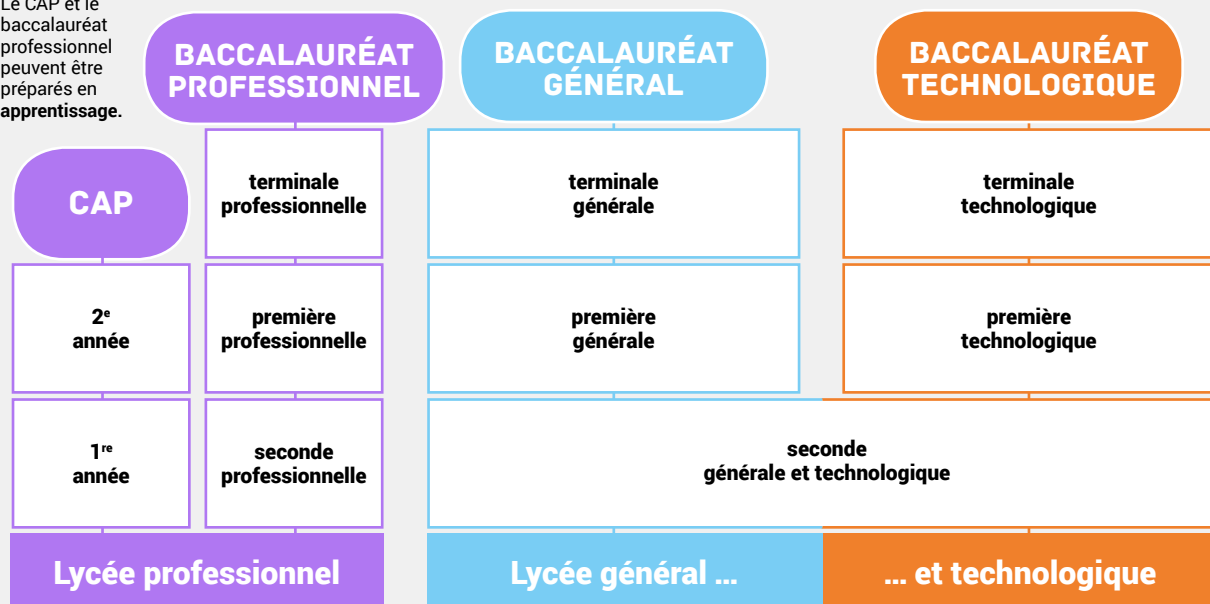 Le CAP et le
baccalauréat
professionnel
peuvent être
préparés en
apprentissage.
BACCALAURÉAT
PROFESSIONNEL
BACCALAURÉAT
GÉNÉRAL
BACCALAURÉAT
TECHNOLOGIQUE
CAP
terminale
professionnelle
terminale
générale
terminale
technologique
2e
année
première
professionnelle
première
générale
première
technologique
1re
année
seconde
professionnelle
seconde
générale et technologique
Lycée professionnel
Lycée général ...
... et technologique